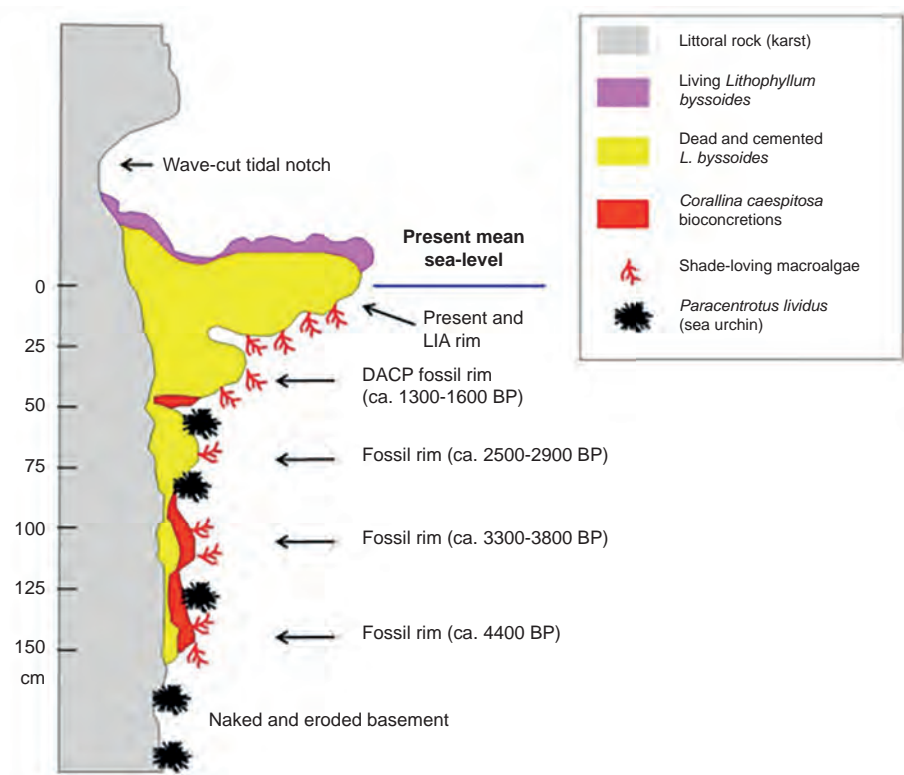 Littoral rock (karst)
Living Lithophyllum
byssoides
Dead and cemented
L. byssoides
Corallina caespitosa
bioconcretions
Shade-loving macroalgae
Paracentrotus lividus
(sea urchin)
Wave-cut tidal notch
Present mean
sea-level
0
Present and
LIA rim
25
DACP fossil rim
(ca. 1300-1600 BP)
50
Fossil rim (ca. 2500-2900 BP)
75
100
Fossil rim (ca. 3300-3800 BP)
125
Fossil rim (ca. 4400 BP)
150
cm
Naked and eroded basement